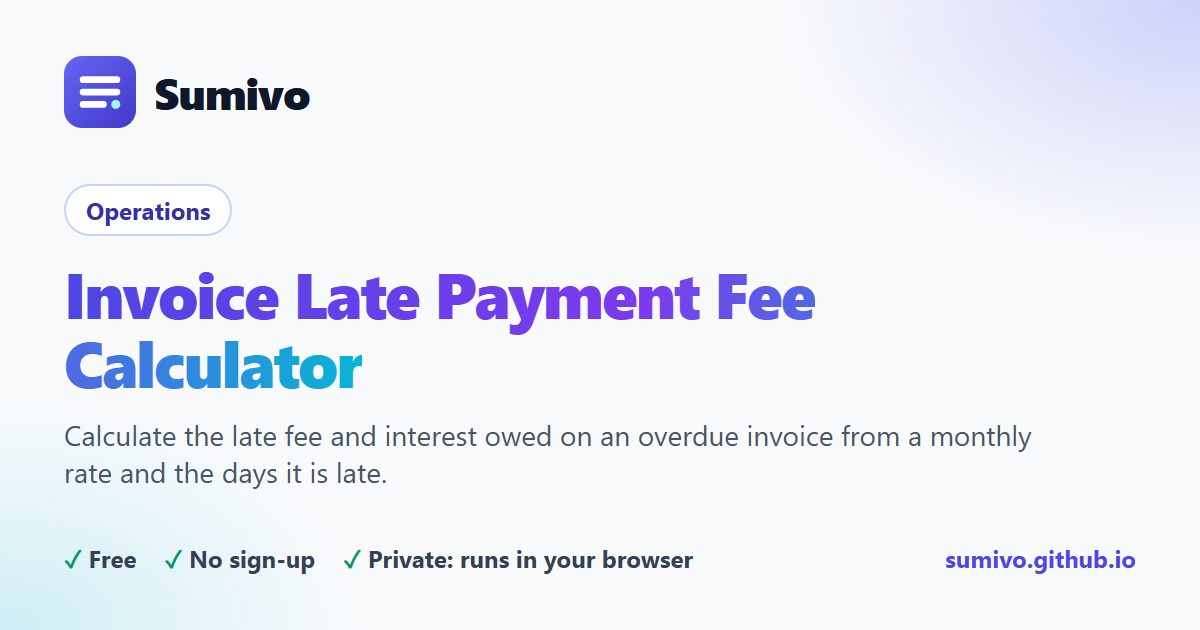 Sumivo
Operations
Invoice Late Payment Fee
Calculator
Calculate the late fee and interest owed on an overdue invoice from a monthly
rate and the days it is late.
✓ Free ✓ No sign-up ✓ Private: runs in your browser sumivo.github.io